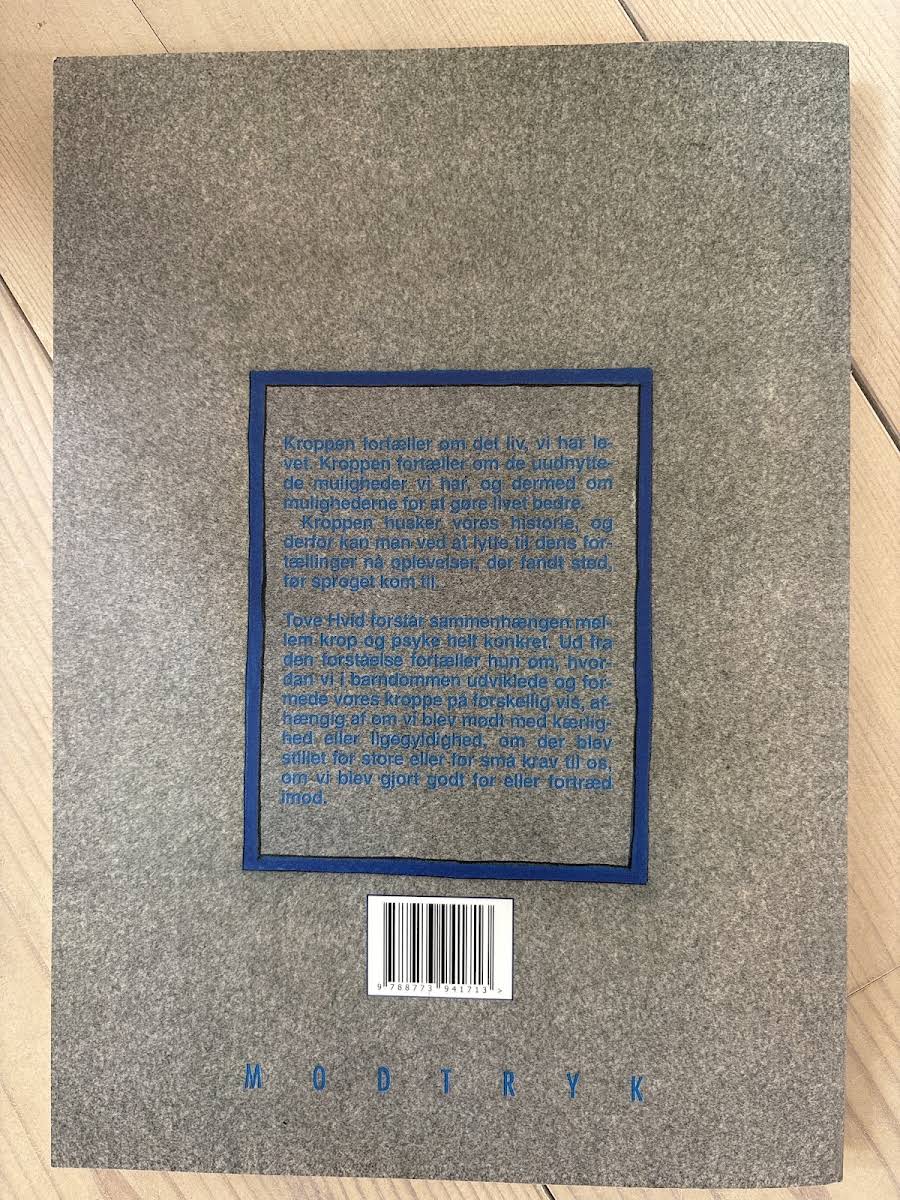 Kroppen fortæller om det liv, vi har le-
vet. Kroppen fortæller om de uudnytte-
de muligheder vi har, og dermed om
mulighederne for at gøre livet bedre.
Kroppen husker vores historie, og
derfor kan man ved at lytte til dens for-
tællinger nå oplevelser, der fandt sted,
før sproget kom til.
Tove Hvid forstår sammenhængen mel-
lem krop og psyke helt konkret. Ud fra
den forståelse fortæller hun om, hvor-
dan vi i barndommen udviklede og for-
mede vores kroppe på forskellig vis, af-
hængig af om vi blev mødt med kærlig-
hed eller ligegyldighed, om der blev
stillet for store eller for små krav til os,
om vi blev gjort godt for eller fortræd
imod.
9 788773 941713 >
MODTRYK